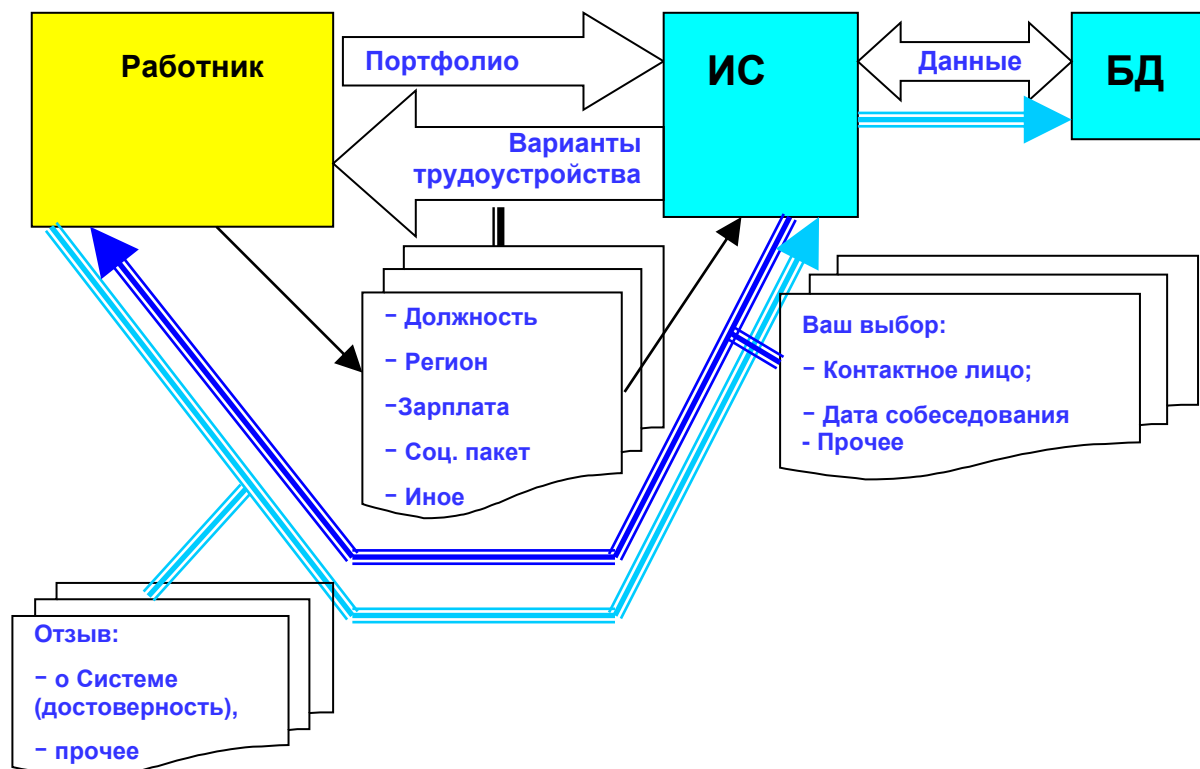 Работник
Портфолио
ИС
Данные
БД
Варианты
трудоустройства
− Должность
− Регион
−Зарплата
− Соц. пакет
− Иное
Ваш выбор:
− Контактное лицо;
− Дата собеседования
- Прочее
Отзыв:
− о Системе
(достоверность),
− прочее